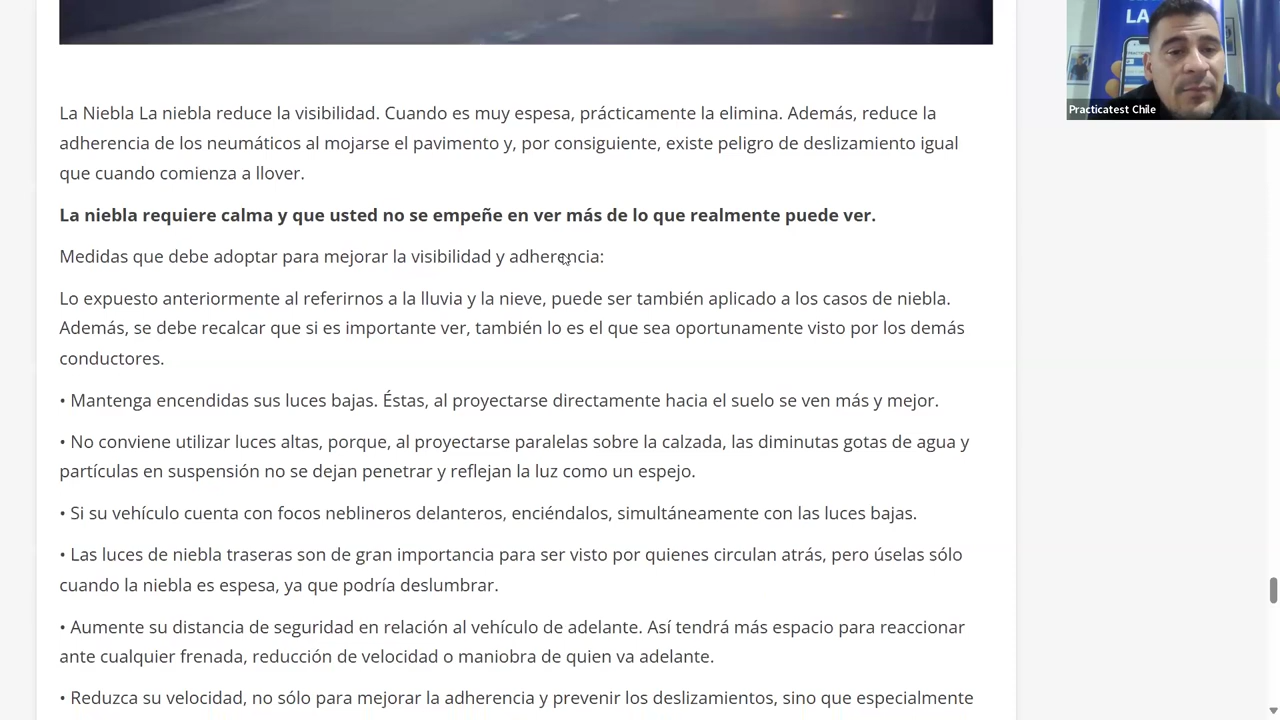 LA
Practicatest Chile
La Niebla La niebla reduce la visibilidad. Cuando es muy espesa, prácticamente la elimina. Además, reduce la
adherencia de los neumáticos al mojarse el pavimento y, por consiguiente, existe peligro de deslizamiento igual
que cuando comienza a llover.
La niebla requiere calma y que usted no se empeñe en ver más de lo que realmente puede ver.
Medidas que debe adoptar para mejorar la visibilidad y adherencia:
Lo expuesto anteriormente al referirnos a la lluvia y la nieve, puede ser también aplicado a los casos de niebla.
Además, se debe recalcar que si es importante ver, también lo es el que sea oportunamente visto por los demás
conductores.
• Mantenga encendidas sus luces bajas. Éstas, al proyectarse directamente hacia el suelo se ven más y mejor.
• No conviene utilizar luces altas, porque, al proyectarse paralelas sobre la calzada, las diminutas gotas de agua y
partículas en suspensión no se dejan penetrar y reflejan la luz como un espejo.
• Si su vehículo cuenta con focos neblineros delanteros, enciéndalos, simultáneamente con las luces bajas.
• Las luces de niebla traseras son de gran importancia para ser visto por quienes circulan atrás, pero úselas sólo
cuando la niebla es espesa, ya que podría deslumbrar.
• Aumente su distancia de seguridad en relación al vehículo de adelante. Así tendrá más espacio para reaccionar
ante cualquier frenada, reducción de velocidad o maniobra de quien va adelante.
• Reduzca su velocidad, no sólo para mejorar la adherencia y prevenir los deslizamientos, sino que especialmente